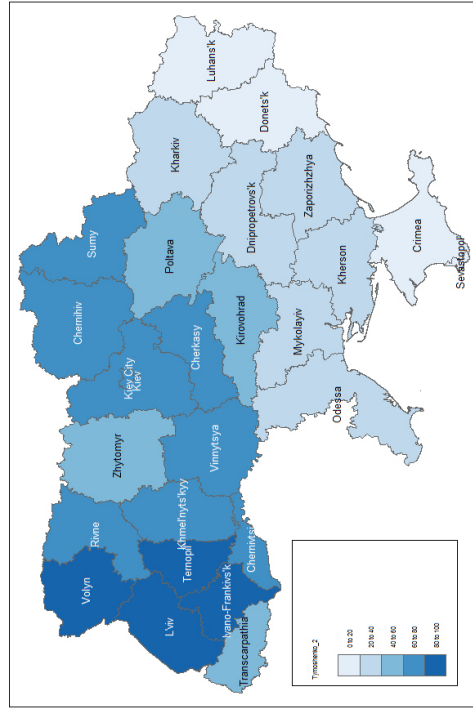 Volyn
Rivne
Zhytomyr
Chernihiv
Sumy
Kiev City
Kiev
L'viv
Ternopil
Khmel'nyts'kyy
Cherkasy
Poltava
Kharkiv
Luhans'k
Transcarpathia
Ivano-Frankivs'k
Chernivtsi
Vinnytsya
Kirovohrad
Dnipropetrovs'k
Donets'k
Odessa
Mykolayiv
Kherson
Zaporizhzhya
Crimea
Sevastopol'
Tymoshenko_2
0 to 20
20 to 40
40 to 60
60 to 80
80 to 100